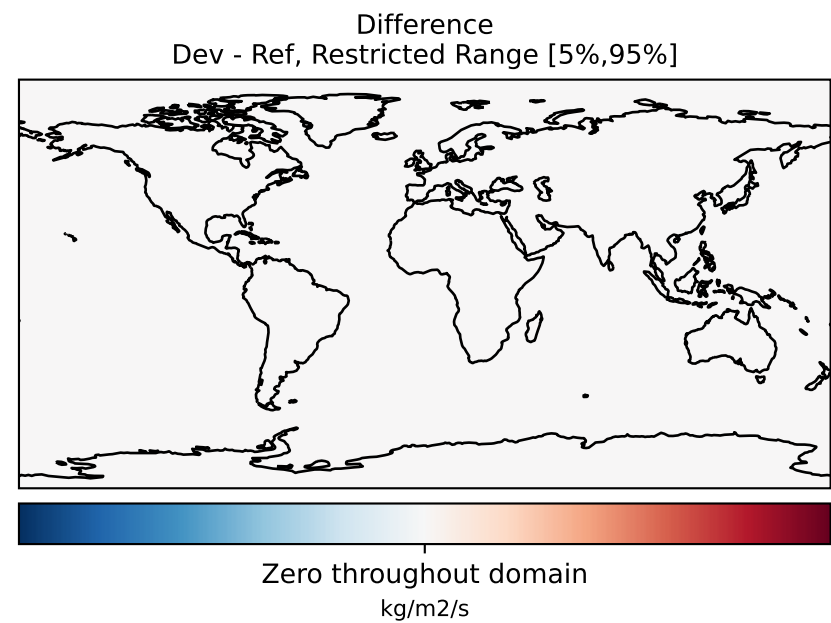 Difference
Dev - Ref, Restricted Range [5%,95%]
Zero throughout domain
kg/m2/s